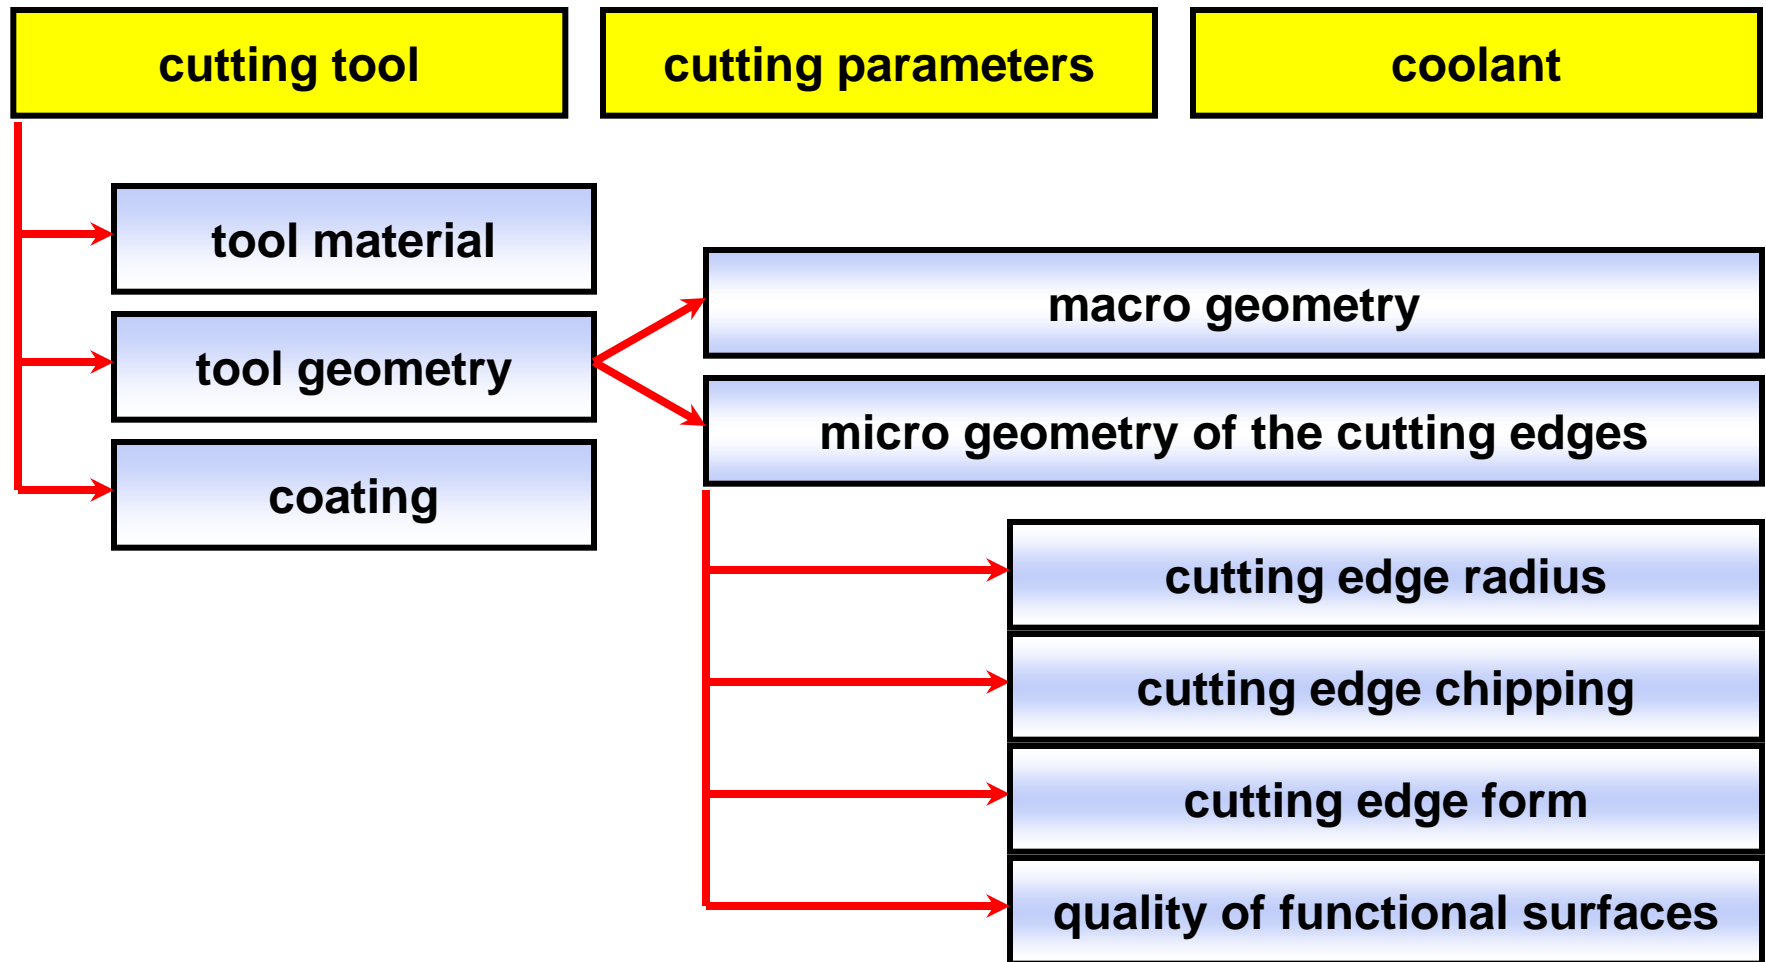 cutting tool
cutting parameters
coolant
tool material
tool geometry
coating
macro geometry
micro geometry of the cutting edges
cutting edge radius
cutting edge chipping
cutting edge form
quality of functional surfaces